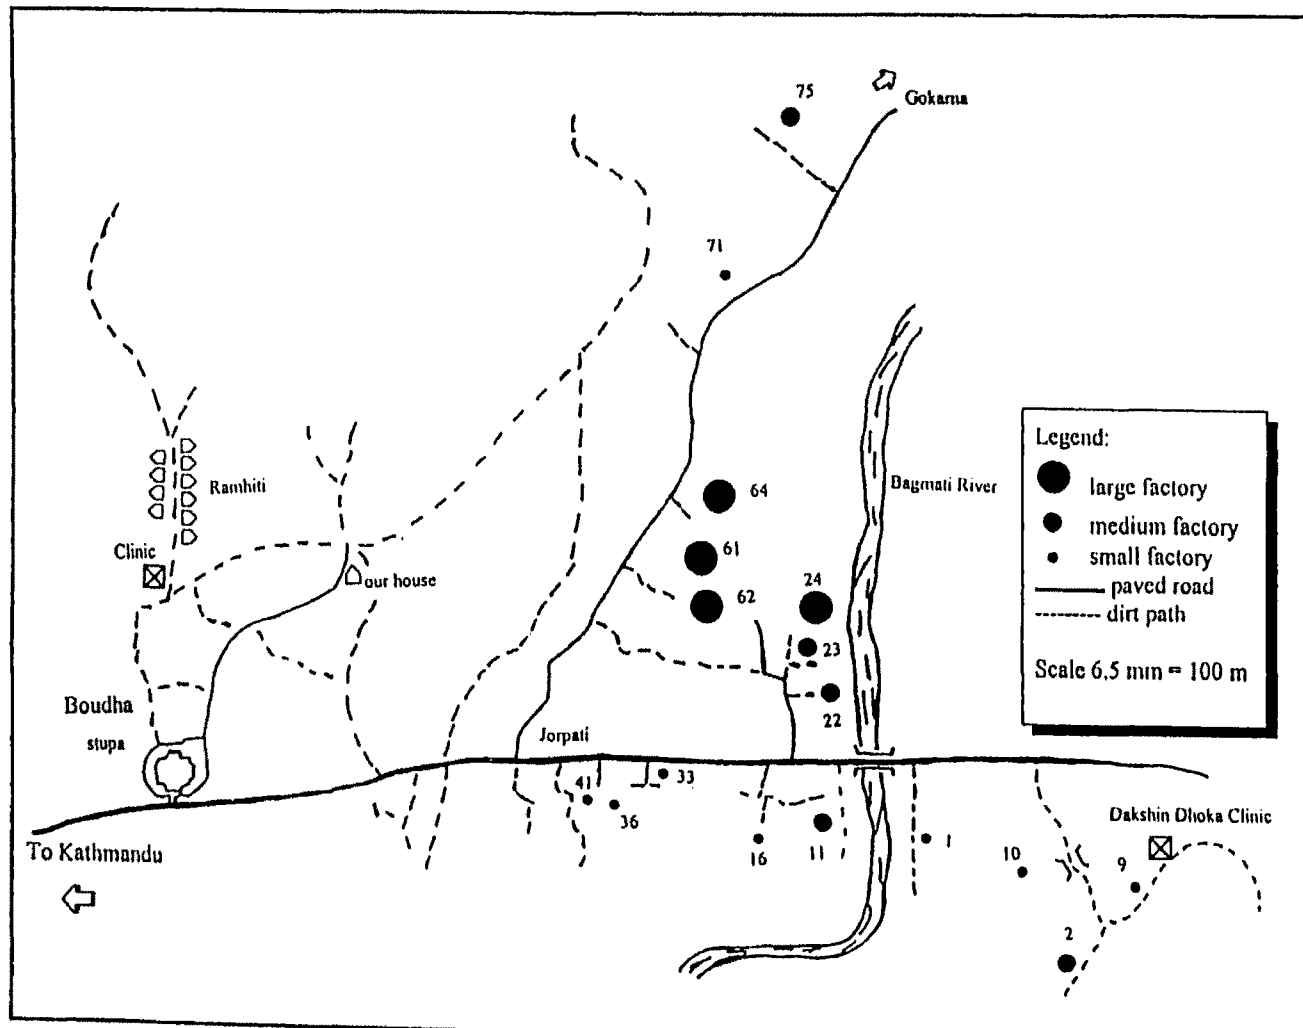 75
Gokarna
71
Ramhiti
64
Bagmati River
Legend:
large factory
medium factory
small factory
paved road
dirt path
Scale 6,5 mm = 100 m
Clinic
our house
61
62
24
23
22
Boudha
stupa
Jorpati
41
33
36
16
11
1
10
9
Dakshin Dhoka Clinic
2
To Kathmandu